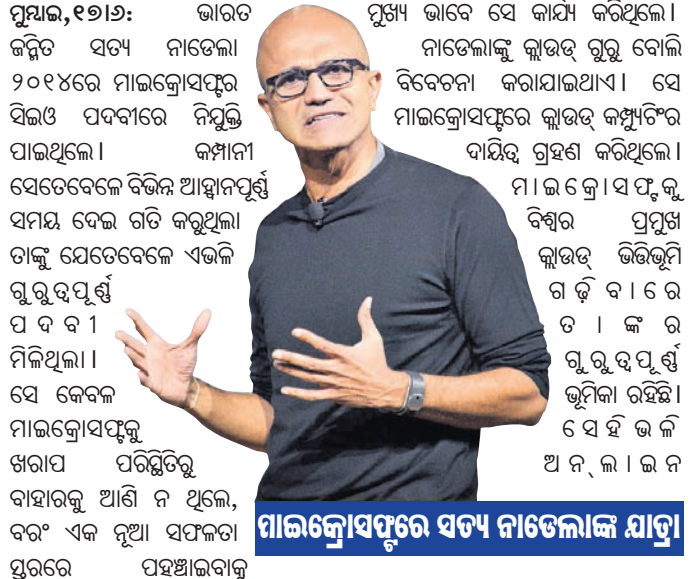 ମୁମ୍ବାଇ,୧୭।୬: ଭାରତ
ଜନ୍ମିତ ସତ୍ୟ ନାଡେଲା
୨୦୧୪ରେ ମାଇକ୍ରୋସଫ୍ଟର
ସିଇଓ ପଦବୀରେ ନିଯୁକ୍ତି
ପାଇଥିଲେ। କମ୍ପାନୀ
ସେତେବେଳେ ବିଭିନ୍ନ ଆହ୍ୱାନପୂର୍ଣ୍ଣ
ସମୟ ଦେଇ ଗତି କରୁଥିଲା
ତାଙ୍କୁ ଯେତେବେଳେ ଏଭଳି
ଗୁରୁତ୍ୱପୂର୍ଣ୍ଣ
ପଦବୀ
ମିଳିଥିଲା।
ସେ କେବଳ
ମାଇକ୍ରୋସଫ୍ଟକୁ
ଖରାପ ପରିସ୍ଥିତିରୁ
ବାହାରକୁ ଆଣି ନ ଥିଲେ,
ବରଂ ଏକ ନୂଆ ସଫଳତା
ସ୍ତରରେ ପହଞ୍ଚାଇବାକୁ
ମୁଖ୍ୟ ଭାବେ ସେ କାର୍ଯ୍ୟ କରିଥିଲେ।
ନାଡେଲାଙ୍କୁ କ୍ଲାଉଡ୍ ଗୁରୁ ବୋଲି
ବିବେଚନା କରାଯାଇଥାଏ। ସେ
ମାଇକ୍ରୋସଫ୍ଟରେ କ୍ଲାଉଡ୍ କମ୍ପ୍ୟୁଟିଂର
ଦାୟିତ୍ୱ ଗ୍ରହଣ କରିଥିଲେ।
ମାଇକ୍ରୋସଫ୍ଟକୁ
ବିଶ୍ୱର ପ୍ରମୁଖ
କ୍ଲାଉଡ୍ ଭିତ୍ତିଭୂମି
ଗଢ଼ିବାରେ
ତାଙ୍କର
ଗୁରୁତ୍ୱପୂର୍ଣ୍ଣ
ଭୂମିକା ରହିଛି।
ସେହିଭଳି
ଅନ୍‌ଲାଇନ
ମାଇକ୍ରୋସଫ୍ଟରେ ସତ୍ୟ ନାଡେଲାଙ୍କ ଯାତ୍ରା